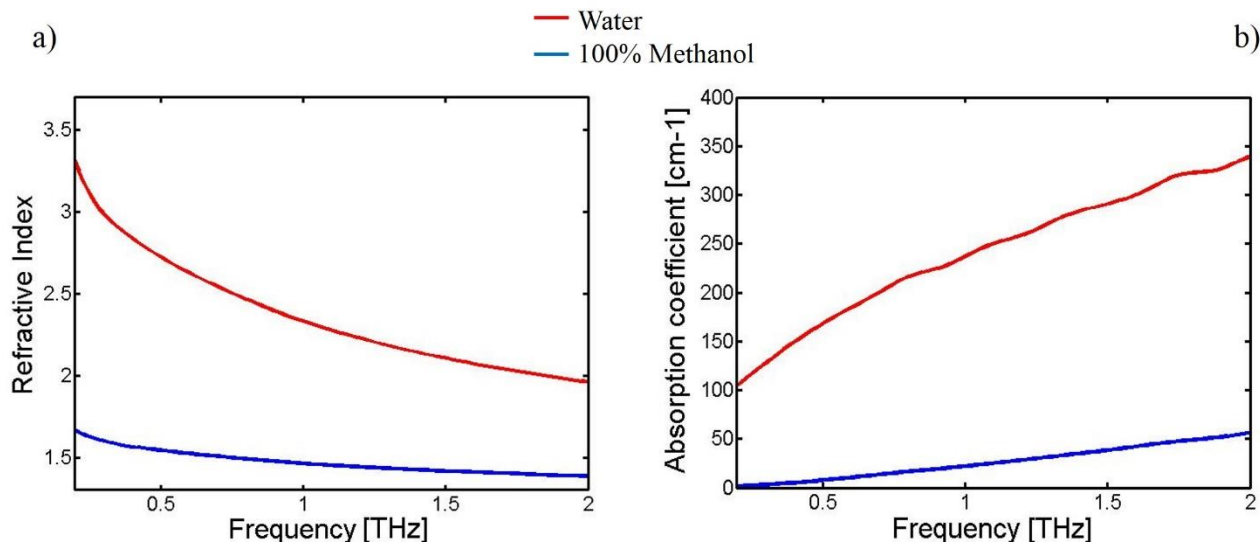 a)
Water
100% Methanol
b)
Refractive Index
3.5
3
2.5
2
1.5
0.5
1
1.5
2
Frequency [THz]
Absorption coefficient [cm-1]
400
350
300
250
200
150
100
50
0
0.5
1
1.5
2
Frequency [THz]